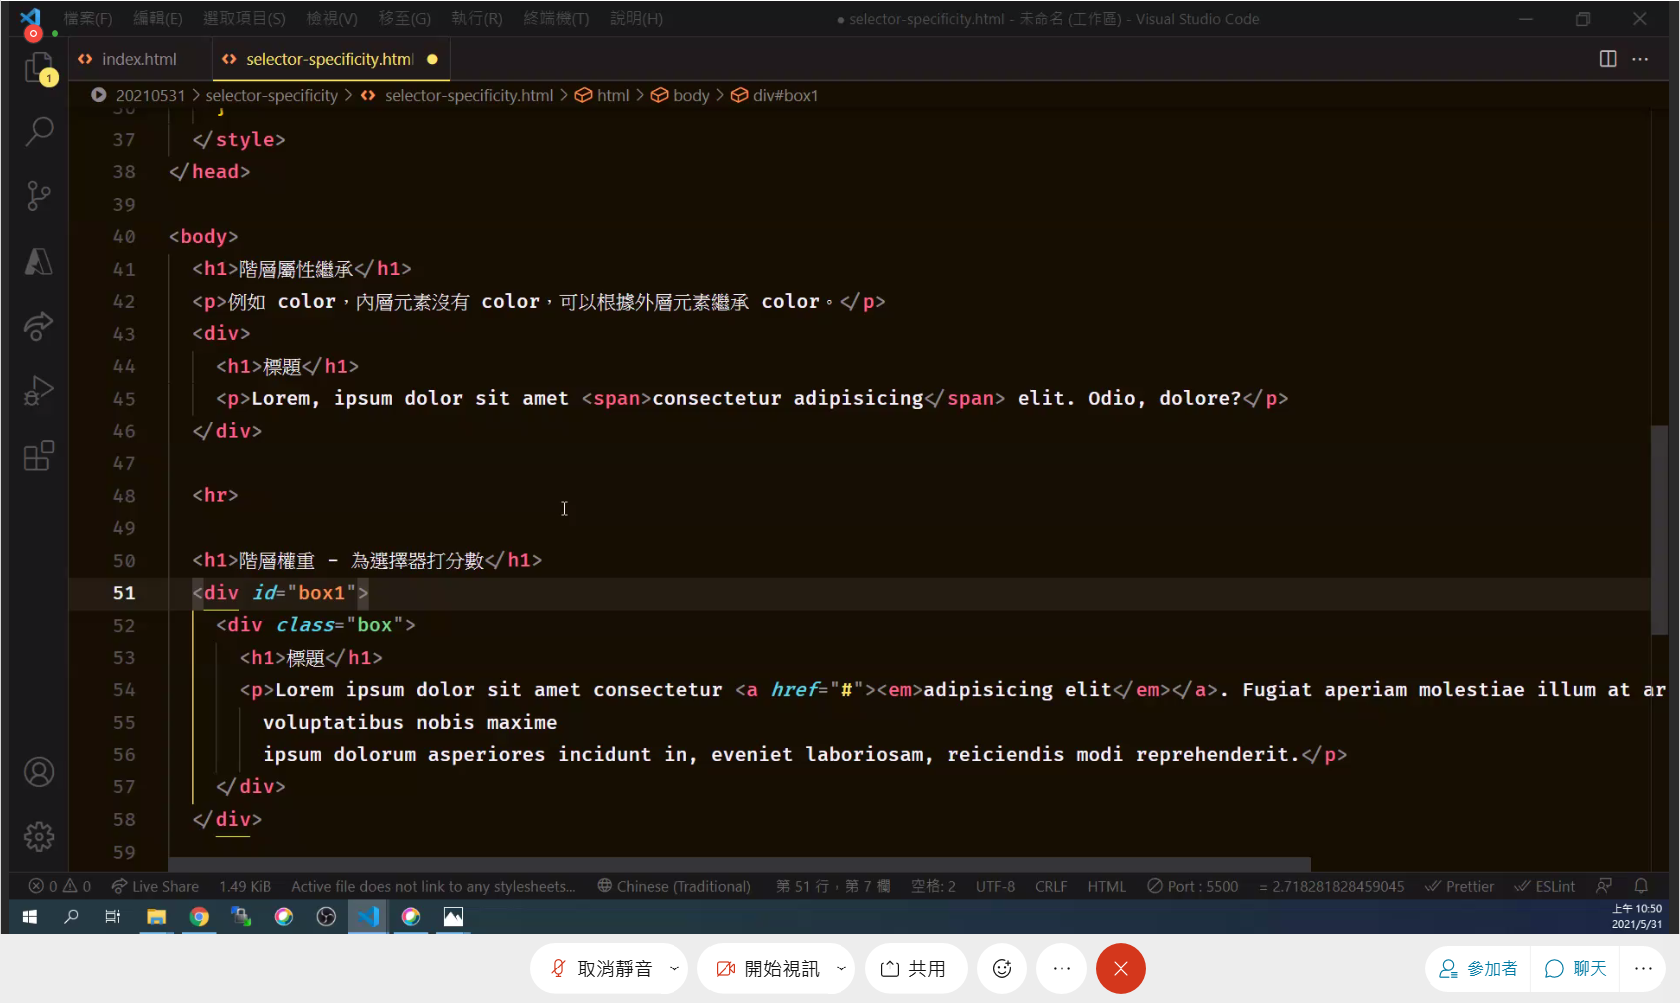 檔案(F) 編輯(E) 選取項目(S) 檢視(V) 移至(G) 執行(R) 終端機(T) 說明(H) ● selector-specificity.html - 未命名 (工作區) - Visual Studio Code
index.html selector-specificity.html
1
20210531 > selector-specificity > selector-specificity.html > html > body > div#box1
36 }
37 </style>
38 </head>
39
40 <body>
41 <h1>階層屬性繼承</h1>
42 <p>例如 color，內層元素沒有 color，可以根據外層元素繼承 color。</p>
43 <div>
44 <h1>標題</h1>
45 <p>Lorem, ipsum dolor sit amet <span>consectetur adipisicing</span> elit. Odio, dolore?</p>
46 </div>
47
48 <hr>
49
50 <h1>階層權重 - 為選擇器打分數</h1>
51 <div id="box1">
52 <div class="box">
53 <h1>標題</h1>
54 <p>Lorem ipsum dolor sit amet consectetur <a href="#"><em>adipisicing elit</em></a>. Fugiat aperiam molestiae illum at ar
55 voluptatibus nobis maxime
56 ipsum dolorum asperiores incidunt in, eveniet laboriosam, reiciendis modi reprehenderit.</p>
57 </div>
58 </div>
59
0 0 Live Share 1.49 KiB Active file does not link to any stylesheets... Chinese (Traditional) 第 51 行，第 7 欄 空格: 2 UTF-8 CRLF HTML Port : 5500 = 2.718281828459045 Prettier ESLint
上午 10:50
2021/5/31
取消靜音 開始視訊 共用 參加者 聊天